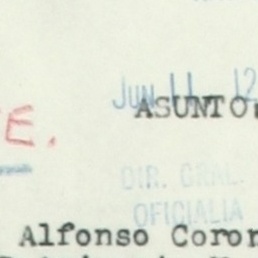 Jun 11 12
ASUNTO:
E.
DIR. GRAL.
OFICIALIA
Alfonso Coron